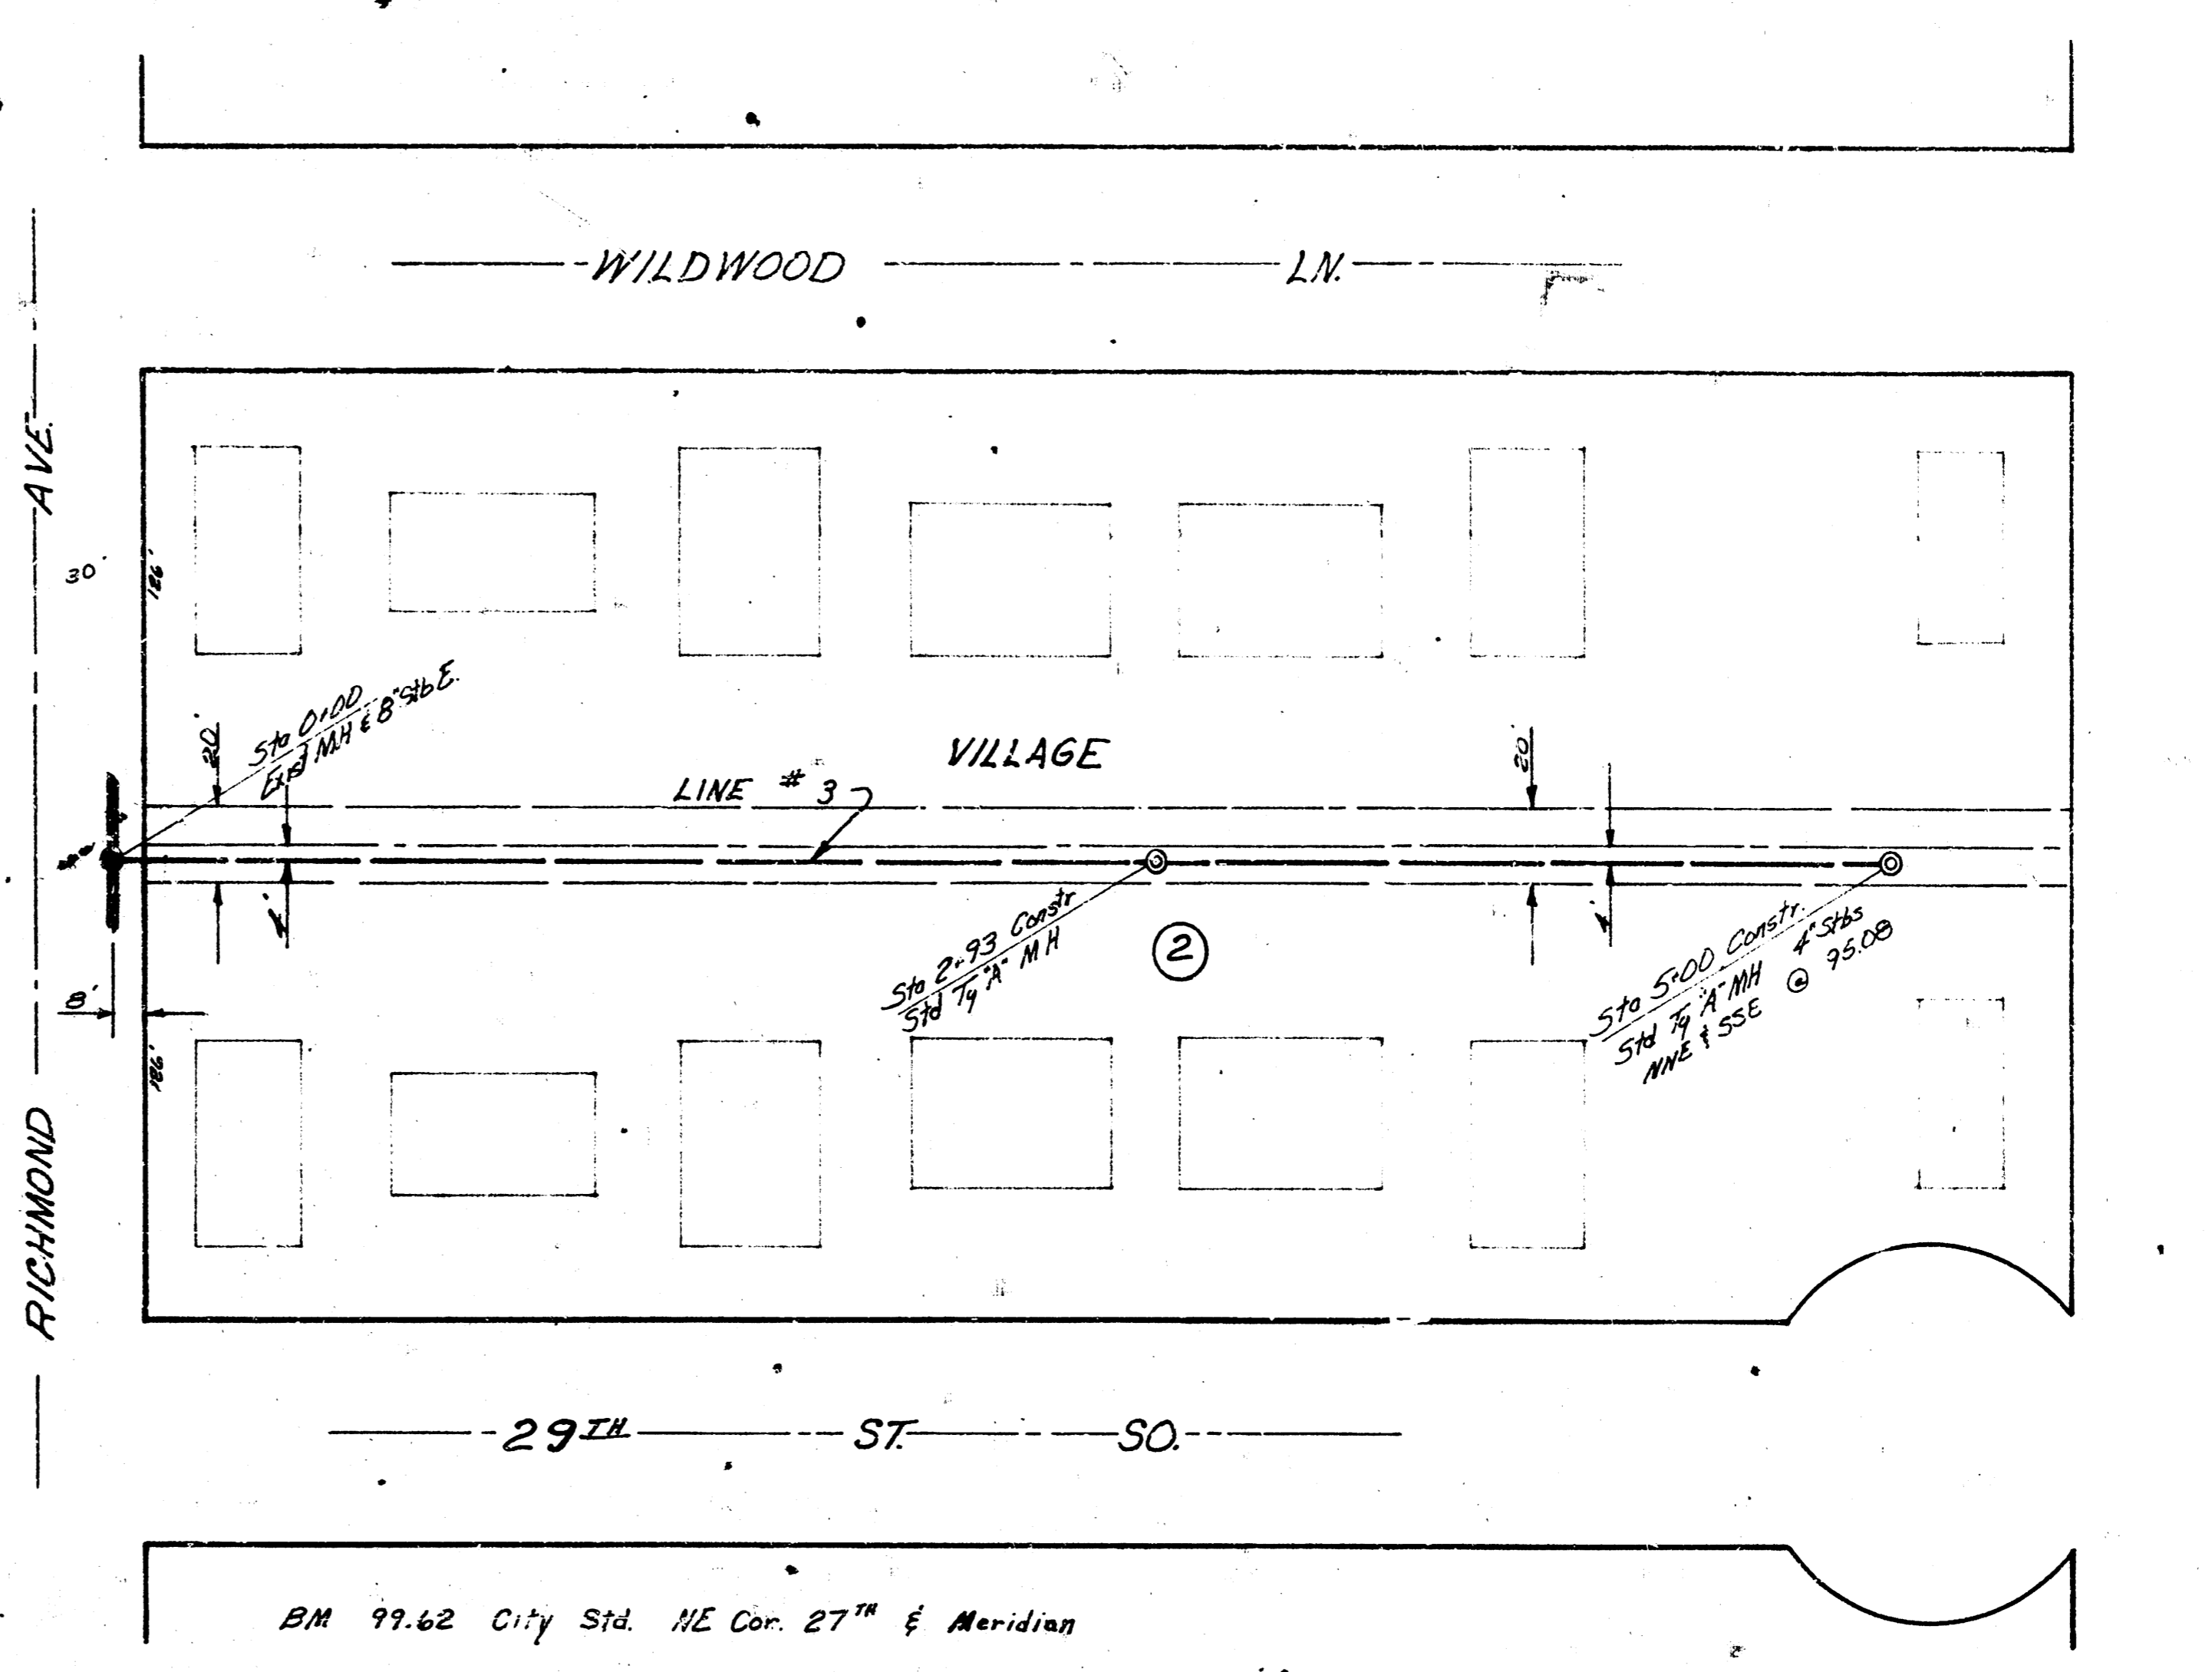 WILDWOOD LN.
RICHMOND AVE.
30'
126'
Sta 0+00
Exist MH & 8" Stb E.
20'
VILLAGE
20'
LINE # 3
4'
4'
Sta 2+93 Constr
Std Ty "A" MH
2
Sta 5+00 Constr.
Std Ty "A" MH 4" Stbs
NNE & SSE @ 95.08
8'
126'
29TH ST. SO.
BM 99.62 City Std. NE Cor. 27TH & Meridian